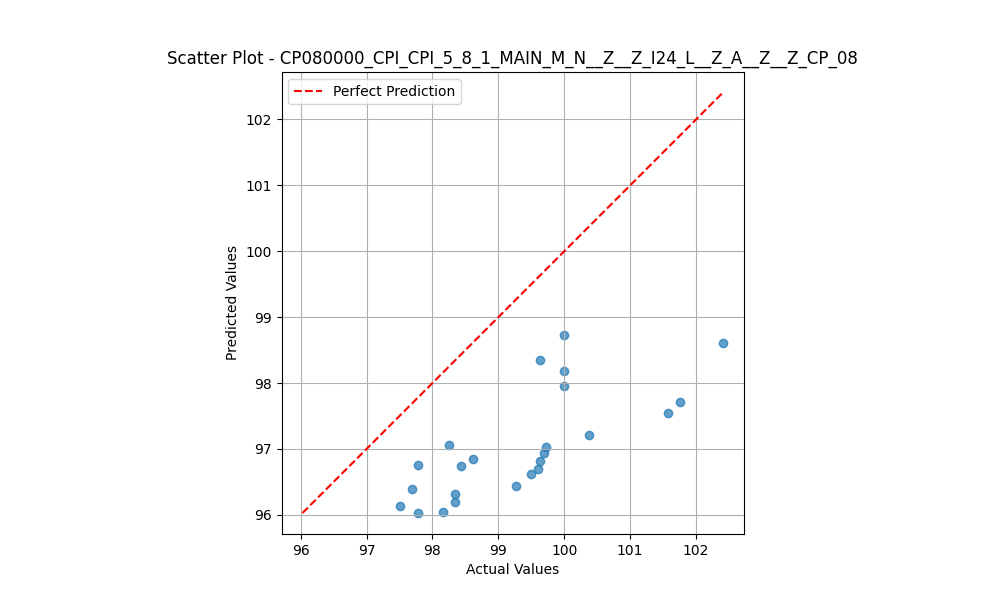 Scatter Plot - CP080000_CPI_CPI_5_8_1_MAIN_M_N__Z__Z_I24_L__Z_A__Z__Z_CP_08
Perfect Prediction
102
101
100
99
98
97
96
Predicted Values
96 97 98 99 100 101 102
Actual Values